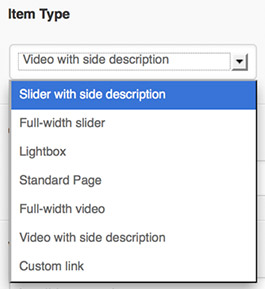 Item Type
Video with side description
Slider with side description
Full-width slider
Lightbox
Standard Page
Full-width video
Video with side description
Custom link